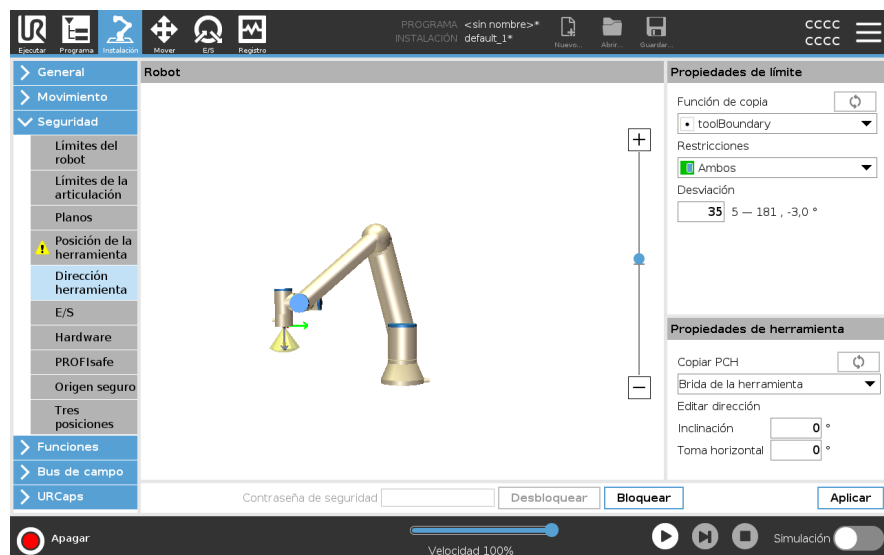 PROGRAMA <sin nombre>*
INSTALACIÓN default_1*
Ejecutar Programa Instalación Mover E/S Registro
Nuevo... Abrir... Guardar...
CCCC
CCCC
General
Movimiento
Seguridad
Límites del
robot
Límites de la
articulación
Planos
Posición de la
herramienta
Dirección
herramienta
E/S
Hardware
PROFIsafe
Origen seguro
Tres
posiciones
Funciones
Bus de campo
URCaps
Robot
Propiedades de límite
Función de copia
toolBoundary
Restricciones
Ambos
Desviación
35 5 — 181 , -3,0 °
Propiedades de herramienta
Copiar PCH
Brida de la herramienta
Editar dirección
Inclinación 0 °
Toma horizontal 0 °
Contraseña de seguridad Desbloquear Bloquear Aplicar
Apagar
Velocidad 100%
Simulación